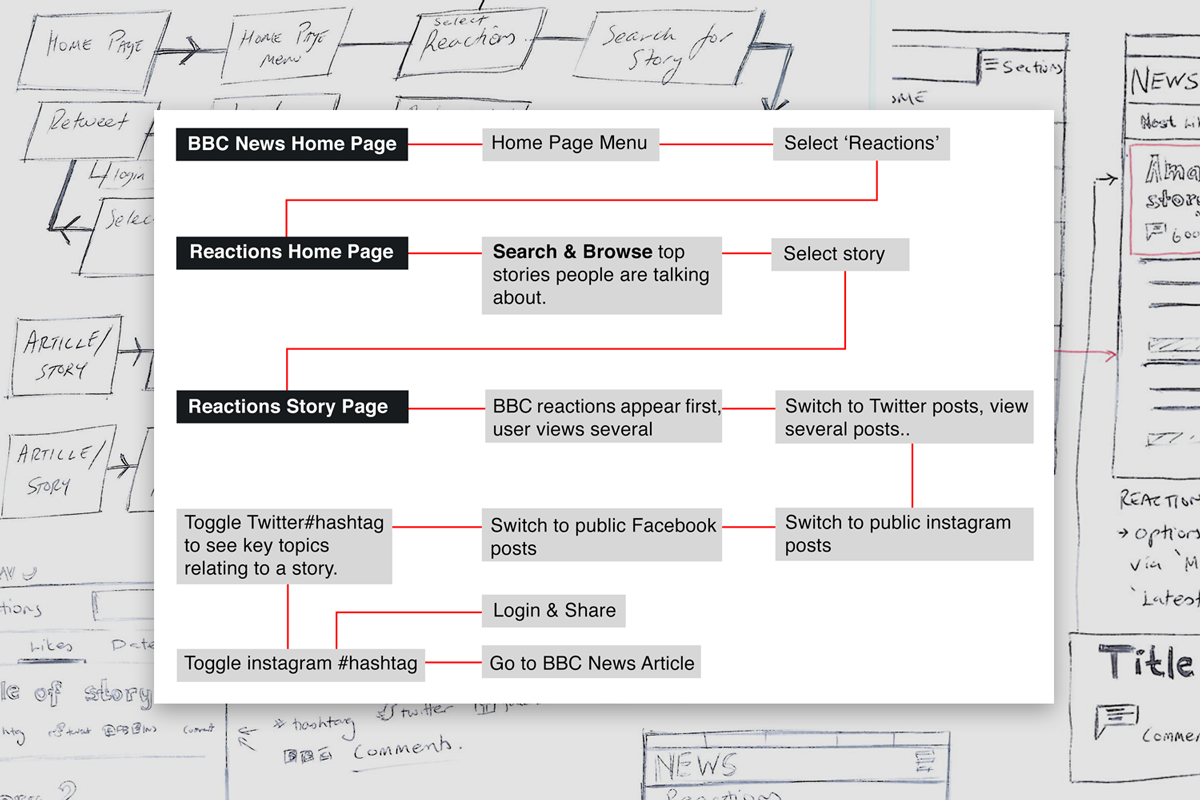 HOME PAGE
HOME PAGE
MENU
Select
Reactions
Search for
Story
Sections
NEWS
Retweet
login
BBC News Home Page
Home Page Menu
Select ‘Reactions’
Reactions Home Page
Search & Browse top
stories people are talking
about.
Select story
Reactions Story Page
BBC reactions appear first,
user views several
Switch to Twitter posts, view
several posts..
Toggle Twitter#hashtag
to see key topics
relating to a story.
Switch to public Facebook
posts
Switch to public instagram
posts
Login & Share
Toggle instagram #hashtag
Go to BBC News Article
ARTICLE/
STORY
ARTICLE/
STORY
→ options
via
Latest
Likes
of story
Title
# hashtag
twitter
Comments.
NEWS
Reactions